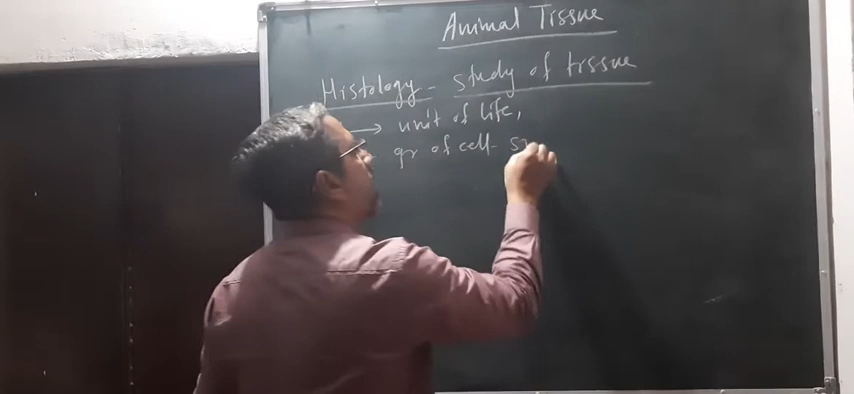 Animal Tissue
Histology - Study of tissue
→ unit of life,
gr of cell -